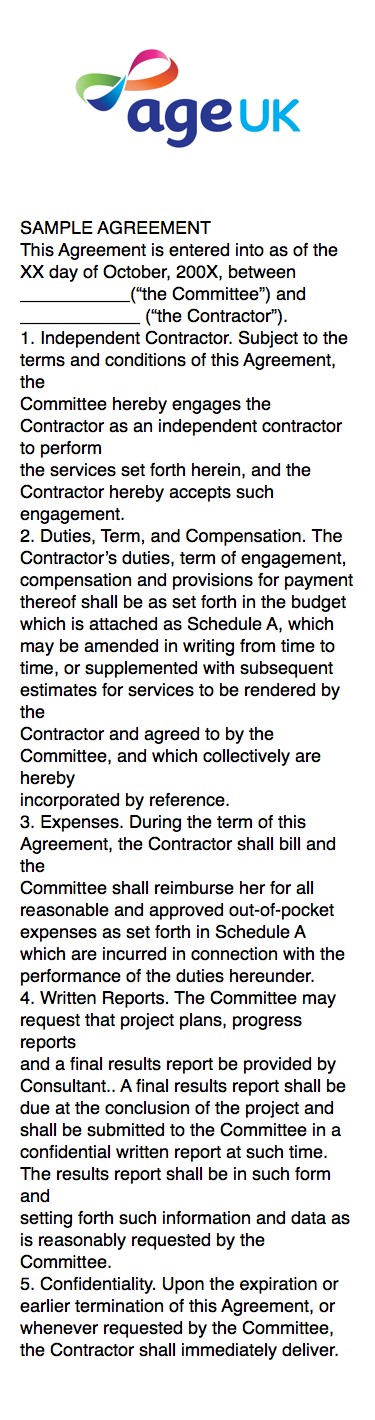 age UK
SAMPLE AGREEMENT
This Agreement is entered into as of the
XX day of October, 200X, between
____________(“the Committee”) and
_____________ (“the Contractor”).
1. Independent Contractor. Subject to the
terms and conditions of this Agreement,
the
Committee hereby engages the
Contractor as an independent contractor
to perform
the services set forth herein, and the
Contractor hereby accepts such
engagement.
2. Duties, Term, and Compensation. The
Contractor’s duties, term of engagement,
compensation and provisions for payment
thereof shall be as set forth in the budget
which is attached as Schedule A, which
may be amended in writing from time to
time, or supplemented with subsequent
estimates for services to be rendered by
the
Contractor and agreed to by the
Committee, and which collectively are
hereby
incorporated by reference.
3. Expenses. During the term of this
Agreement, the Contractor shall bill and
the
Committee shall reimburse her for all
reasonable and approved out-of-pocket
expenses as set forth in Schedule A
which are incurred in connection with the
performance of the duties hereunder.
4. Written Reports. The Committee may
request that project plans, progress
reports
and a final results report be provided by
Consultant.. A final results report shall be
due at the conclusion of the project and
shall be submitted to the Committee in a
confidential written report at such time.
The results report shall be in such form
and
setting forth such information and data as
is reasonably requested by the
Committee.
5. Confidentiality. Upon the expiration or
earlier termination of this Agreement, or
whenever requested by the Committee,
the Contractor shall immediately deliver.